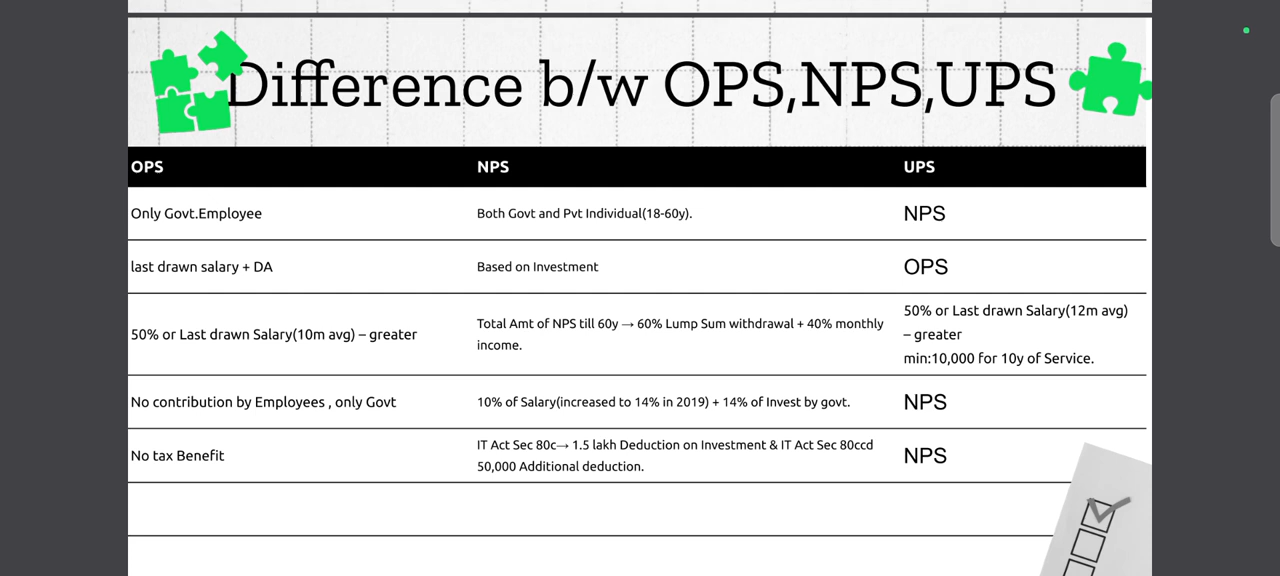 Difference b/w OPS,NPS,UPS
OPS NPS UPS
Only Govt.Employee Both Govt and Pvt Individual(18-60y). NPS
last drawn salary + DA Based on Investment OPS
50% or Last drawn Salary(10m avg) – greater
Total Amt of NPS till 60y → 60% Lump Sum withdrawal + 40% monthly
income.
50% or Last drawn Salary(12m avg)
– greater
min:10,000 for 10y of Service.
No contribution by Employees , only Govt 10% of Salary(increased to 14% in 2019) + 14% of Invest by govt. NPS
No tax Benefit
IT Act Sec 80c→ 1.5 lakh Deduction on Investment & IT Act Sec 80ccd
50,000 Additional deduction.
NPS